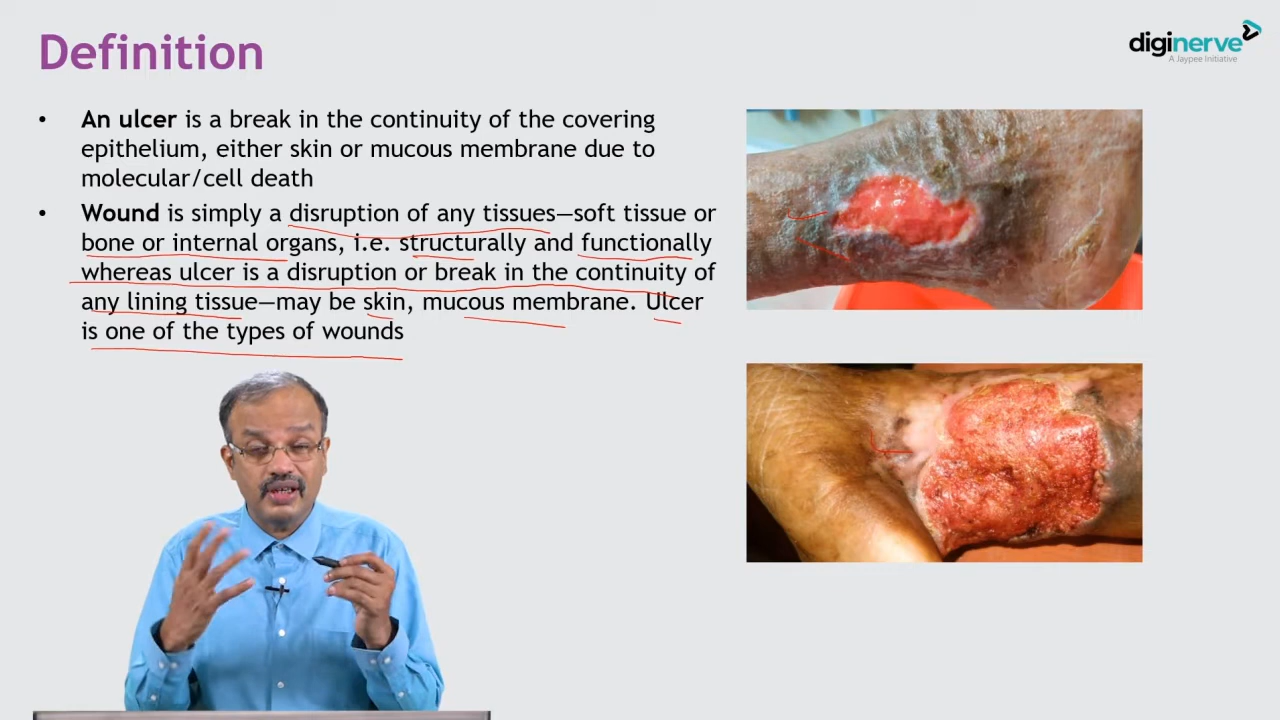 Definition
diginerve
A Jaypee Initiative
• An ulcer is a break in the continuity of the covering
epithelium, either skin or mucous membrane due to
molecular/cell death
• Wound is simply a disruption of any tissues—soft tissue or
bone or internal organs, i.e. structurally and functionally
whereas ulcer is a disruption or break in the continuity of
any lining tissue—may be skin, mucous membrane. Ulcer
is one of the types of wounds